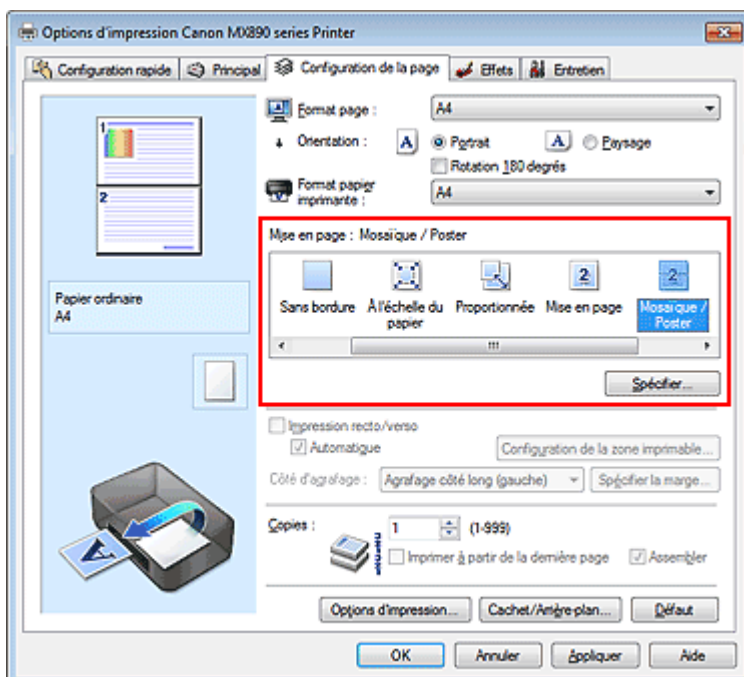 Options d'impression Canon MX890 series Printer
Configuration rapide Principal Configuration de la page Effets Entretien
Format page : A4
Orientation : A Portrait A Paysage
Rotation 180 degrés
Format papier imprimante : A4
Mise en page : Mosaïque / Poster
Sans bordure À l'échelle du papier Proportionnée Mise en page Mosaïque / Poster
Spécifier...
1
2
Papier ordinaire
A4
Impression recto/verso
Automatique Configuration de la zone imprimable...
Côté d'agrafage : Agrafage côté long (gauche) Spécifier la marge...
Copies : 1 (1-999)
Imprimer à partir de la dernière page Assembler
Options d'impression... Cachet/Arrière-plan... Défaut
OK Annuler Appliquer Aide